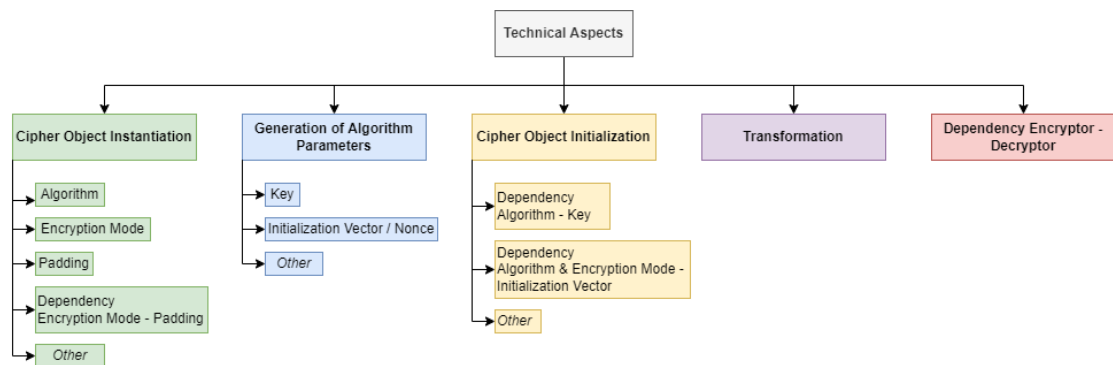 Technical Aspects
Cipher Object Instantiation
Algorithm
Encryption Mode
Padding
Dependency
Encryption Mode - Padding
Other
Generation of Algorithm
Parameters
Key
Initialization Vector / Nonce
Other
Cipher Object Initialization
Dependency
Algorithm - Key
Dependency
Algorithm & Encryption Mode -
Initialization Vector
Other
Transformation
Dependency Encryptor -
Decryptor